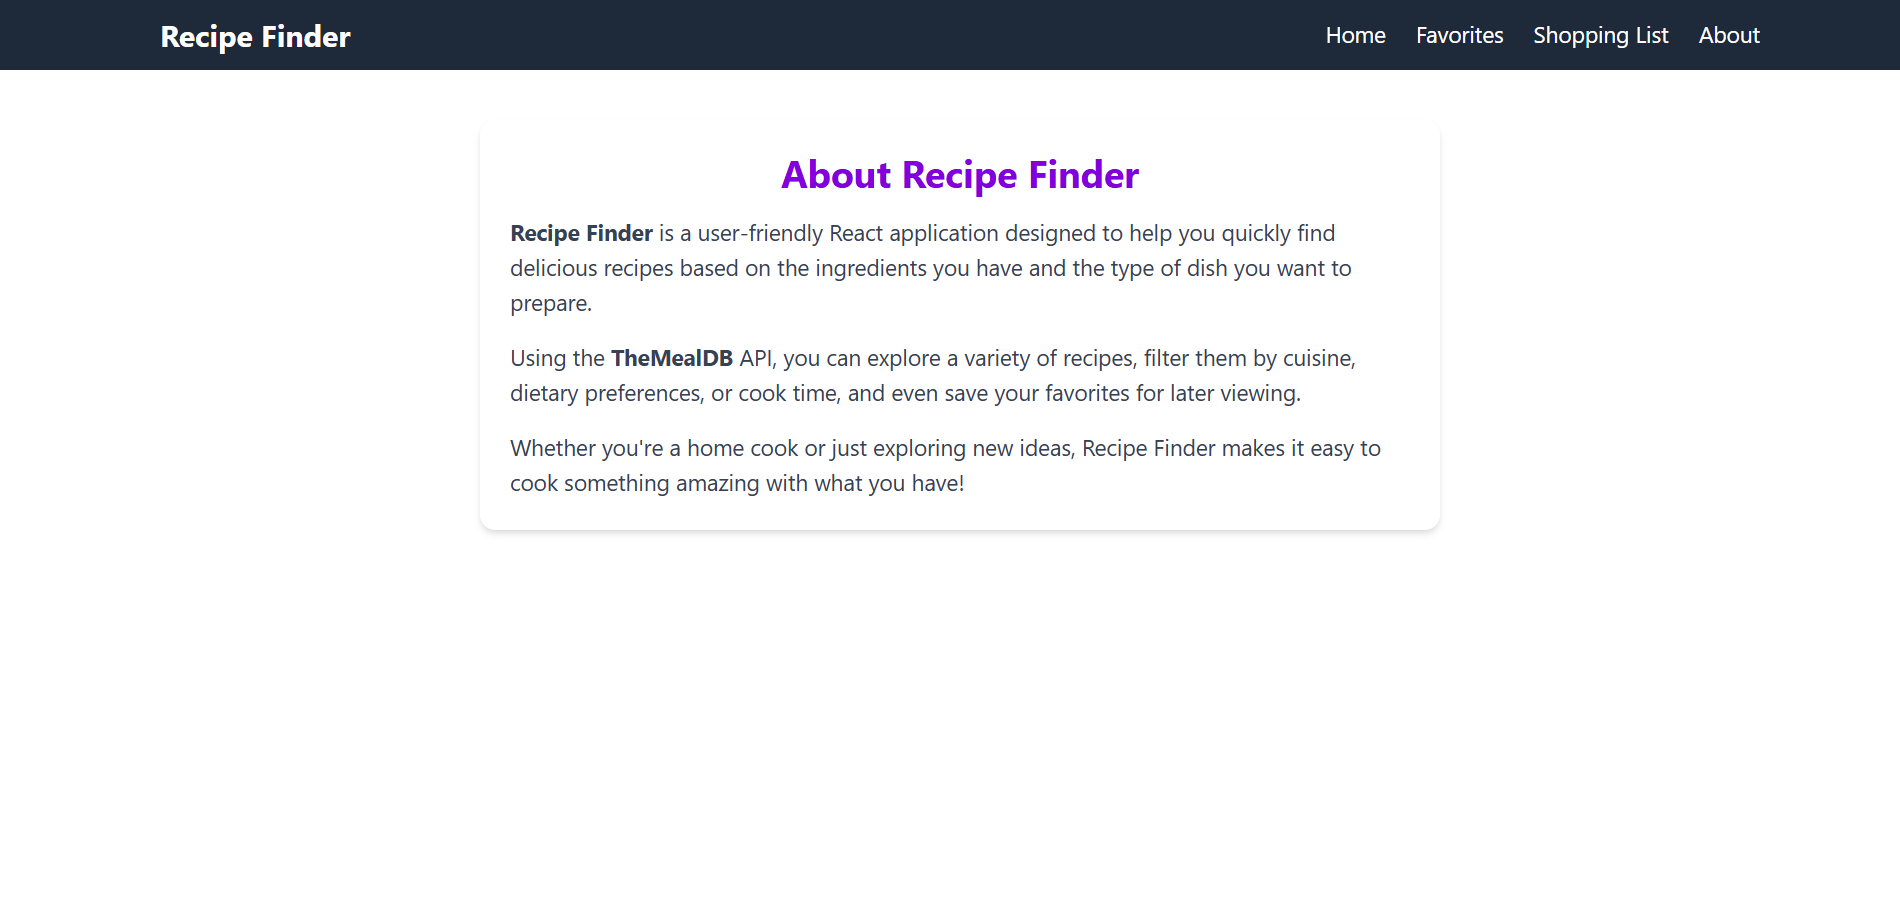 Recipe Finder
Home Favorites Shopping List About
About Recipe Finder
Recipe Finder is a user-friendly React application designed to help you quickly find
delicious recipes based on the ingredients you have and the type of dish you want to
prepare.
Using the TheMealDB API, you can explore a variety of recipes, filter them by cuisine,
dietary preferences, or cook time, and even save your favorites for later viewing.
Whether you're a home cook or just exploring new ideas, Recipe Finder makes it easy to
cook something amazing with what you have!